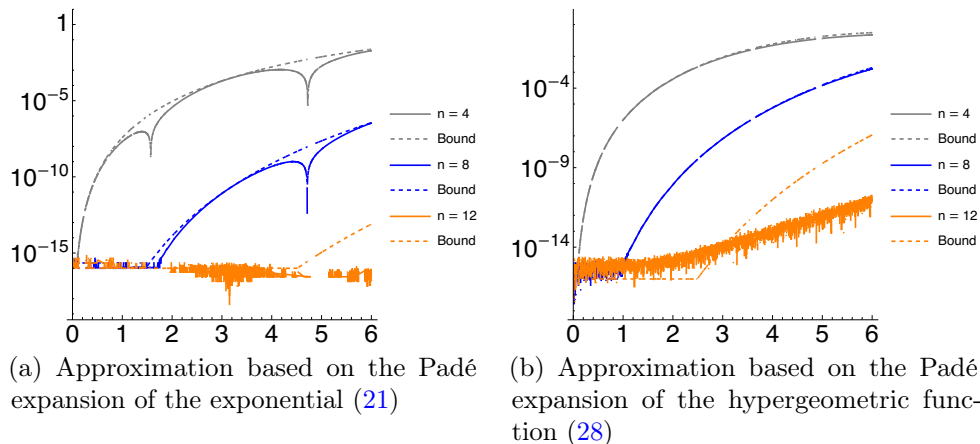 1
10⁻⁵
10⁻¹⁰
10⁻¹⁵
0 1 2 3 4 5 6
n = 4
Bound
n = 8
Bound
n = 12
Bound
(a) Approximation based on the Padé
expansion of the exponential (21)
10⁻⁴
10⁻⁹
10⁻¹⁴
0 1 2 3 4 5 6
n = 4
Bound
n = 8
Bound
n = 12
Bound
(b) Approximation based on the Padé
expansion of the hypergeometric func-
tion (28)